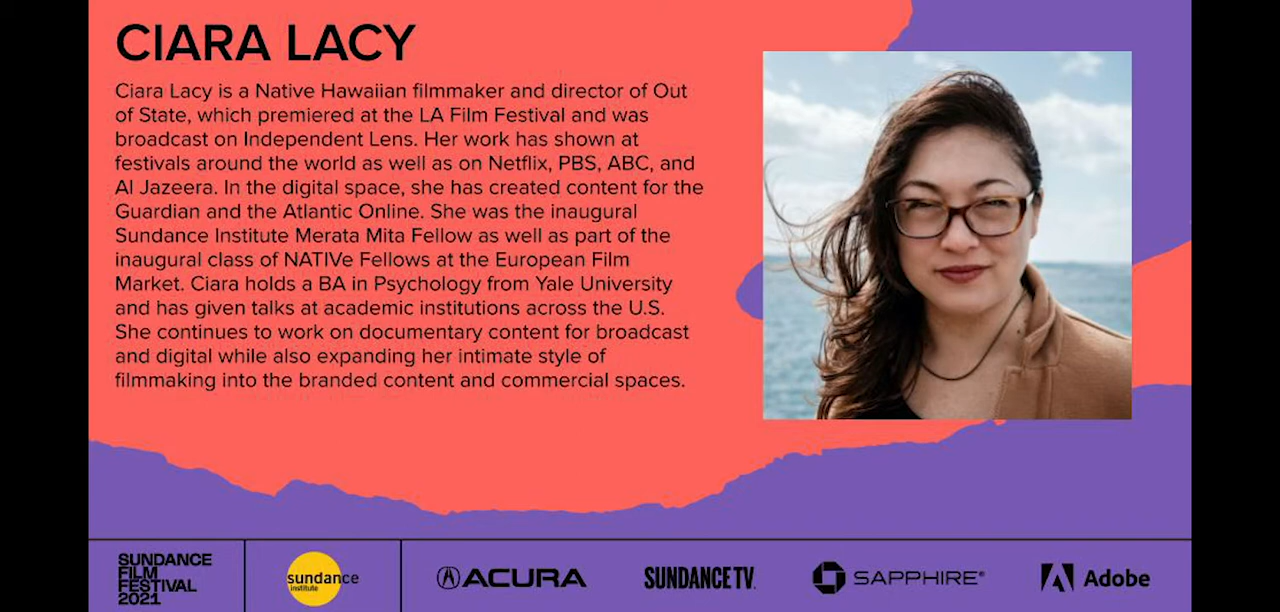 CIARA LACY
Ciara Lacy is a Native Hawaiian filmmaker and director of Out
of State, which premiered at the LA Film Festival and was
broadcast on Independent Lens. Her work has shown at
festivals around the world as well as on Netflix, PBS, ABC, and
Al Jazeera. In the digital space, she has created content for the
Guardian and the Atlantic Online. She was the inaugural
Sundance Institute Merata Mita Fellow as well as part of the
inaugural class of NATIVe Fellows at the European Film
Market. Ciara holds a BA in Psychology from Yale University
and has given talks at academic institutions across the U.S.
She continues to work on documentary content for broadcast
and digital while also expanding her intimate style of
filmmaking into the branded content and commercial spaces.
SUNDANCE
FILM
FESTIVAL
2021
sundance
institute
ACURA
SUNDANCE TV.
SAPPHIRE®
Adobe